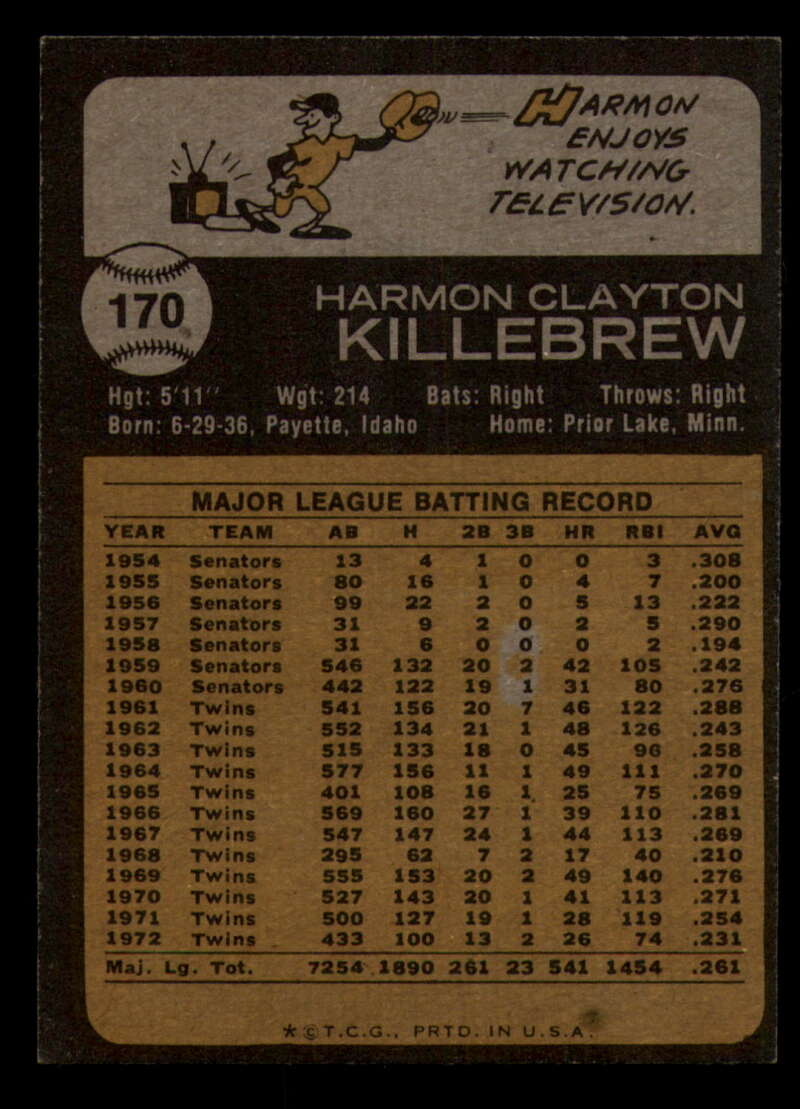 HARMON
ENJOYS
WATCHING
TELEVISION.
170
HARMON CLAYTON
KILLEBREW
Hgt: 5'11" Wgt: 214 Bats: Right Throws: Right
Born: 6-29-36, Payette, Idaho Home: Prior Lake, Minn.
MAJOR LEAGUE BATTING RECORD
YEAR TEAM AB H 2B 3B HR RBI AVG
1954 Senators 13 4 1 0 0 3 .308
1955 Senators 80 16 1 0 4 7 .200
1956 Senators 99 22 2 0 5 13 .222
1957 Senators 31 9 2 0 2 5 .290
1958 Senators 31 6 0 0 0 2 .194
1959 Senators 546 132 20 2 42 105 .242
1960 Senators 442 122 19 1 31 80 .276
1961 Twins 541 156 20 7 46 122 .288
1962 Twins 552 134 21 1 48 126 .243
1963 Twins 515 133 18 0 45 96 .258
1964 Twins 577 156 11 1 49 111 .270
1965 Twins 401 108 16 1 25 75 .269
1966 Twins 569 160 27 1 39 110 .281
1967 Twins 547 147 24 1 44 113 .269
1968 Twins 295 62 7 2 17 40 .210
1969 Twins 555 153 20 2 49 140 .276
1970 Twins 527 143 20 1 41 113 .271
1971 Twins 500 127 19 1 28 119 .254
1972 Twins 433 100 13 2 26 74 .231
Maj. Lg. Tot. 7254 1890 261 23 541 1454 .261
* © T.C.G., PRTD. IN U.S.A.